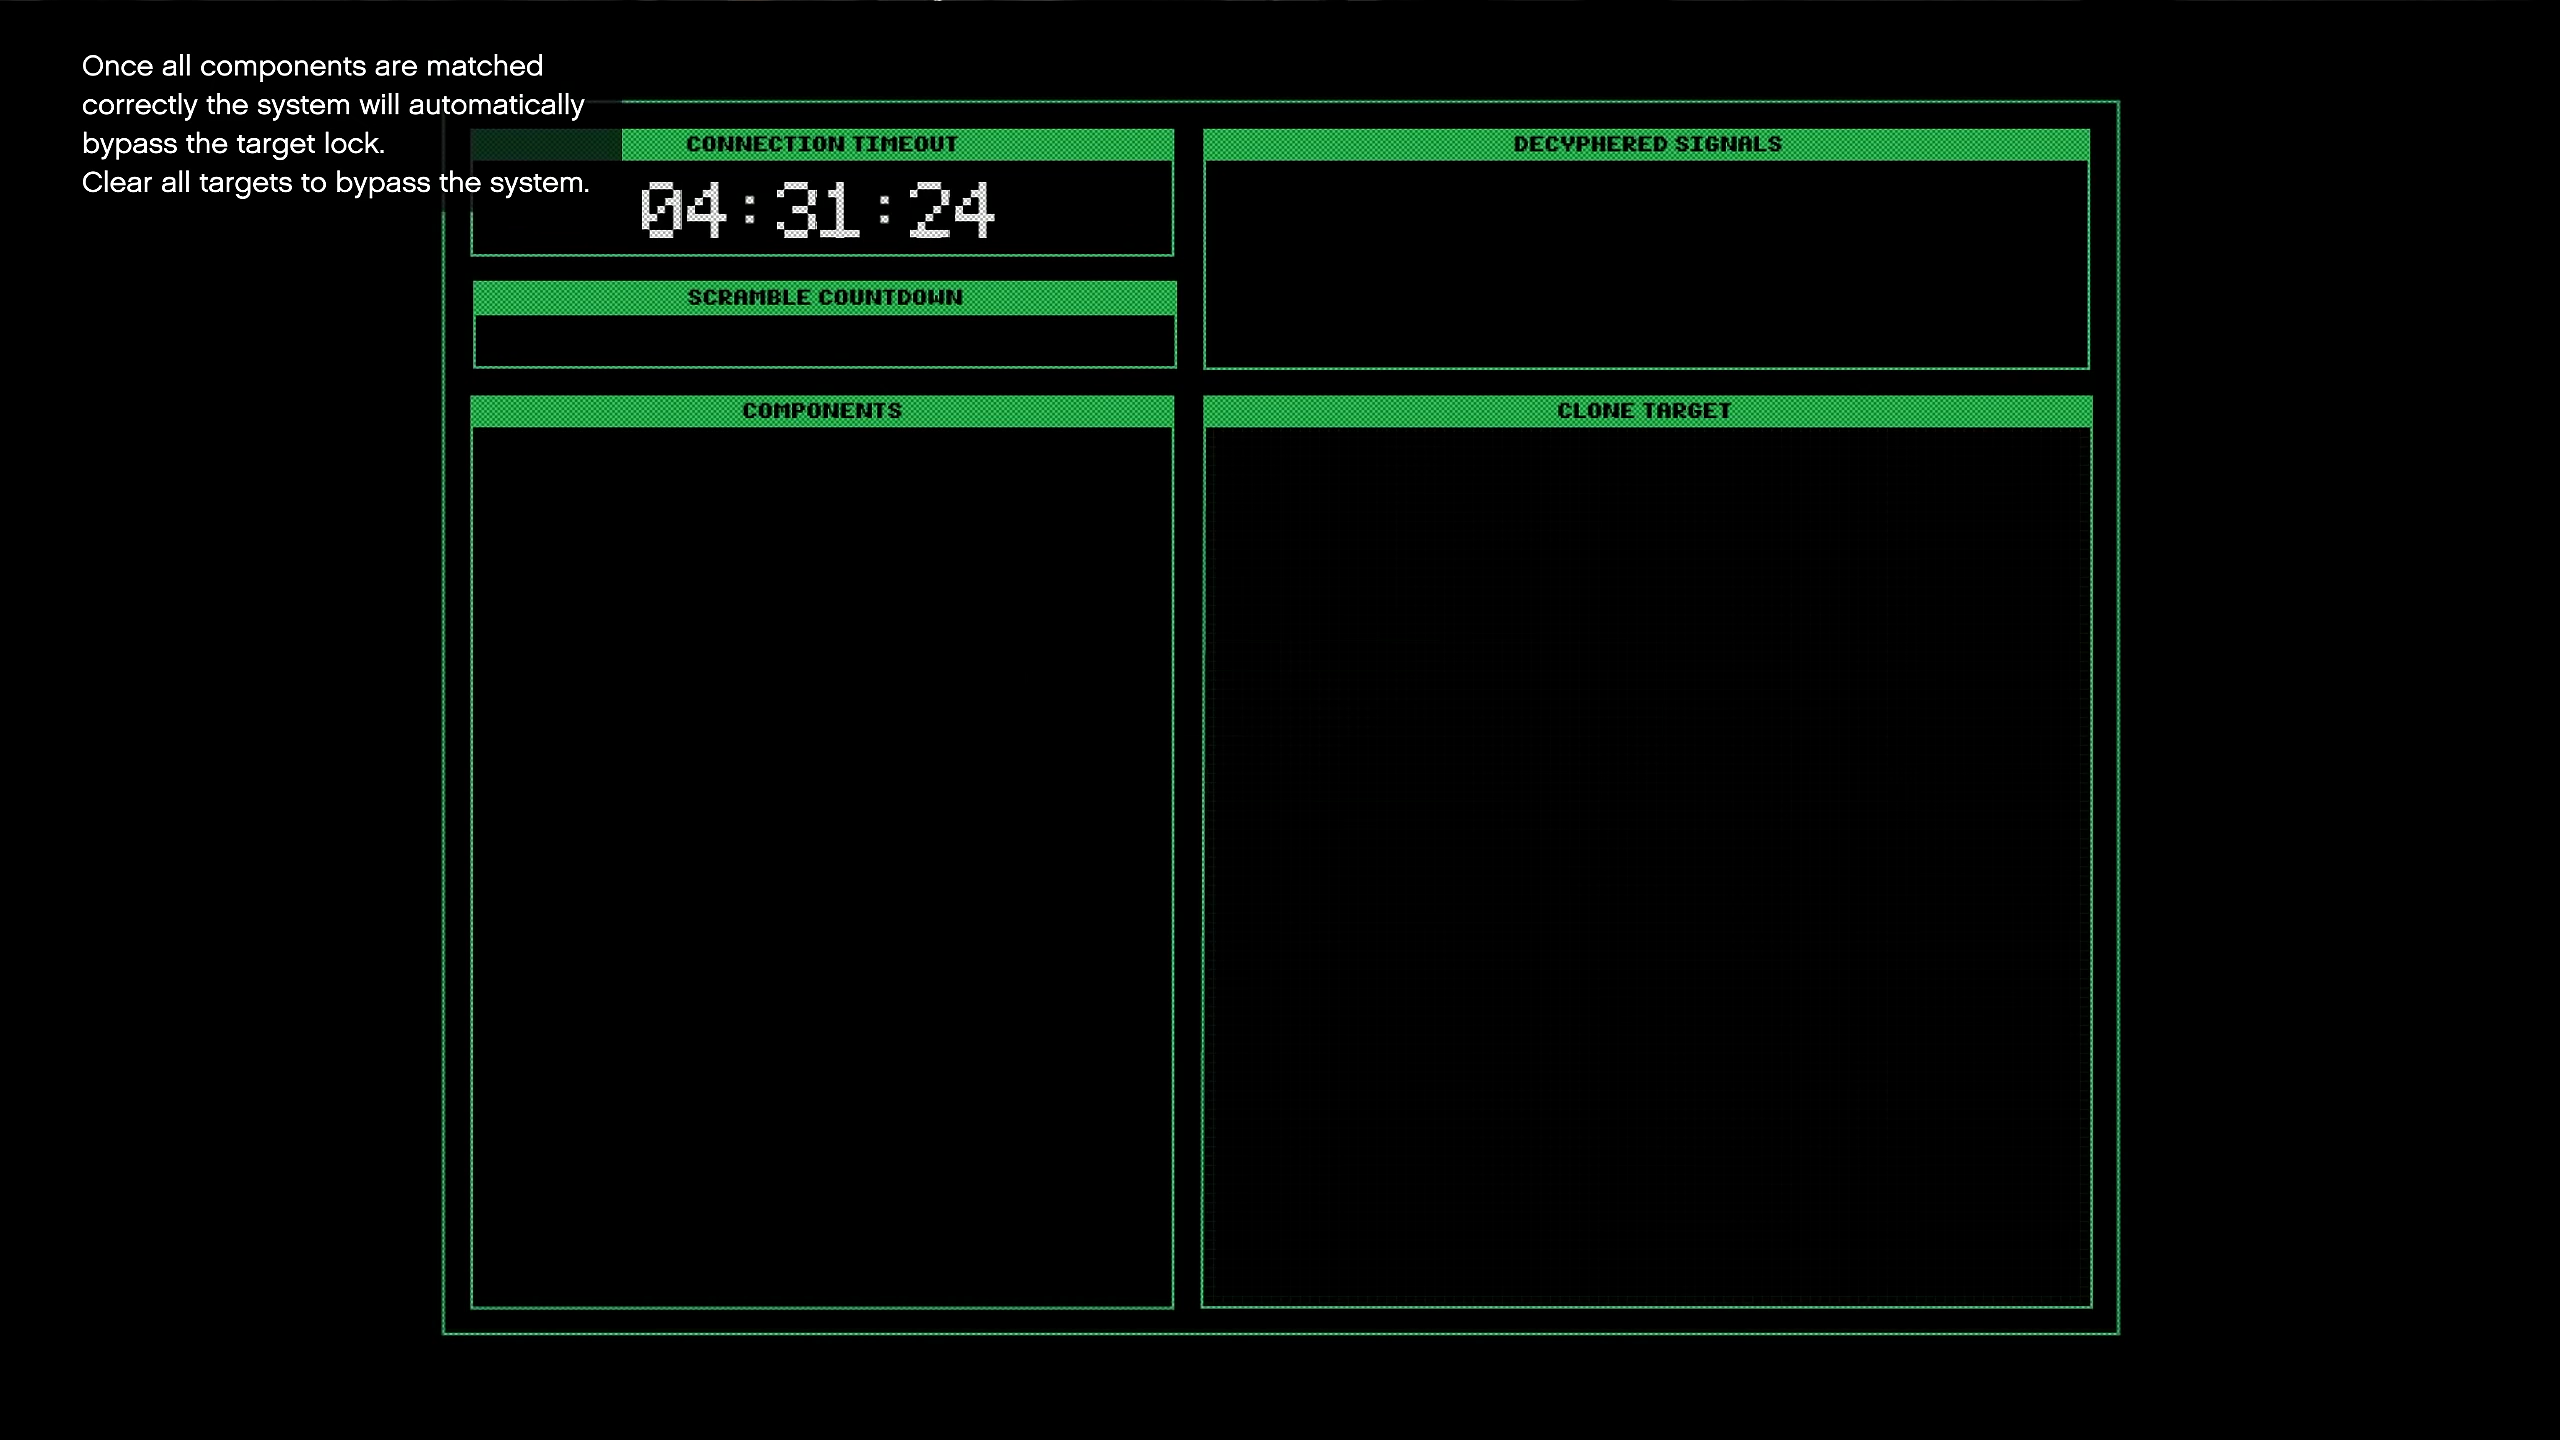 Once all components are matched
correctly the system will automatically
bypass the target lock.
Clear all targets to bypass the system.
CONNECTION TIMEOUT
04:31:24
DECYPHERED SIGNALS
SCRAMBLE COUNTDOWN
COMPONENTS
CLONE TARGET